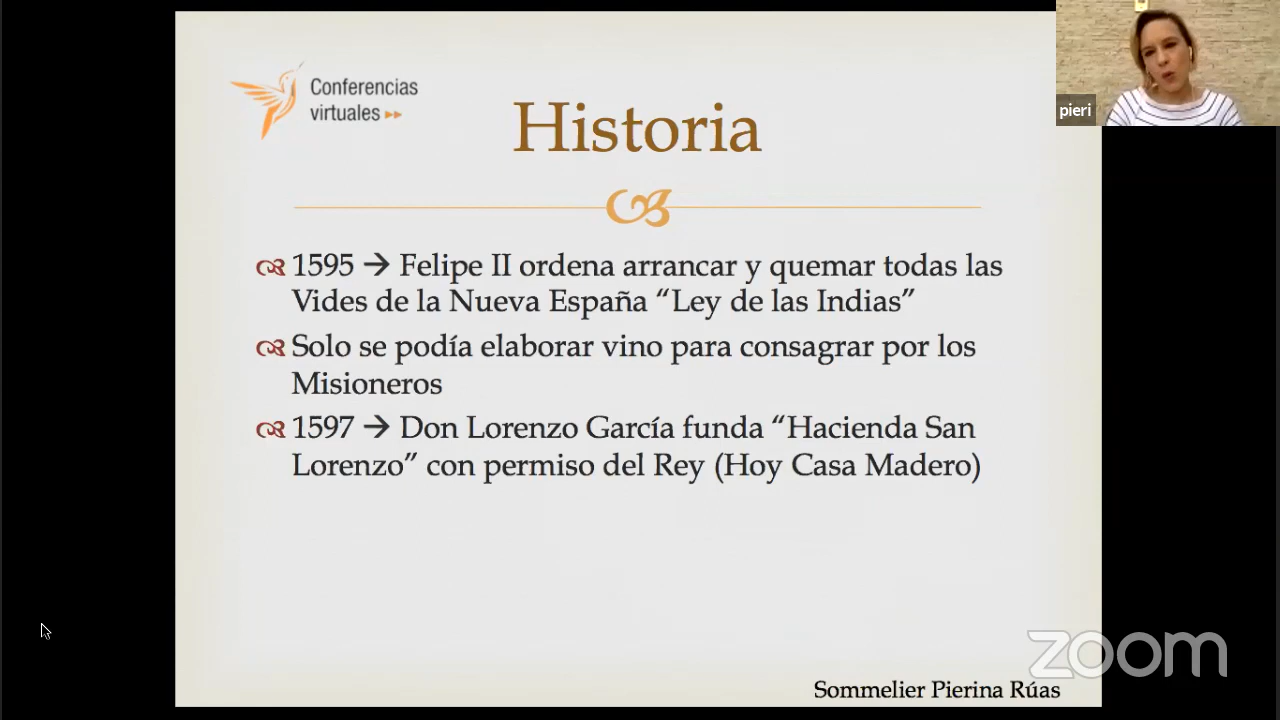 Conferencias
virtuales
Historia
pieri
1595 → Felipe II ordena arrancar y quemar todas las
Vides de la Nueva España “Ley de las Indias”
Solo se podía elaborar vino para consagrar por los
Misioneros
1597 → Don Lorenzo García funda “Hacienda San
Lorenzo” con permiso del Rey (Hoy Casa Madero)
zoom
Sommelier Pierina Rúas